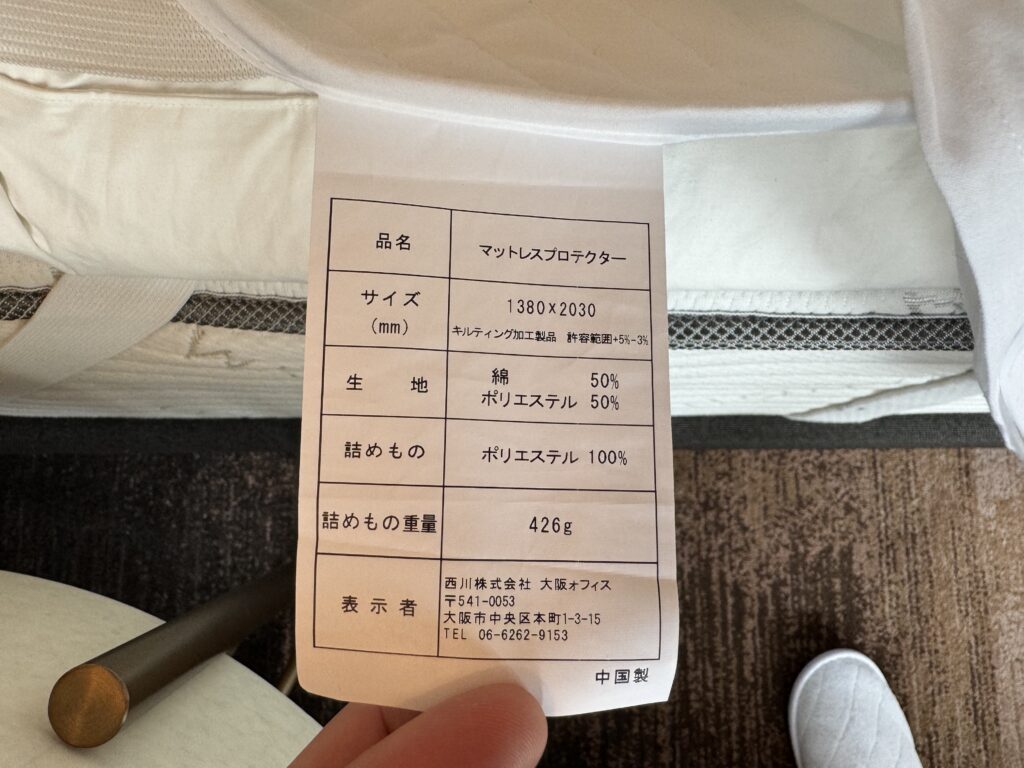 品名 マットレスプロテクター
サイズ
(mm)
1380×2030
キルティング加工製品 許容範囲+5%-3%
生地
綿 50%
ポリエステル 50%
詰めもの ポリエステル 100%
詰めもの重量 426g
表示者
西川株式会社 大阪オフィス
〒541-0053
大阪市中央区本町1-3-15
TEL 06-6262-9153
中国製